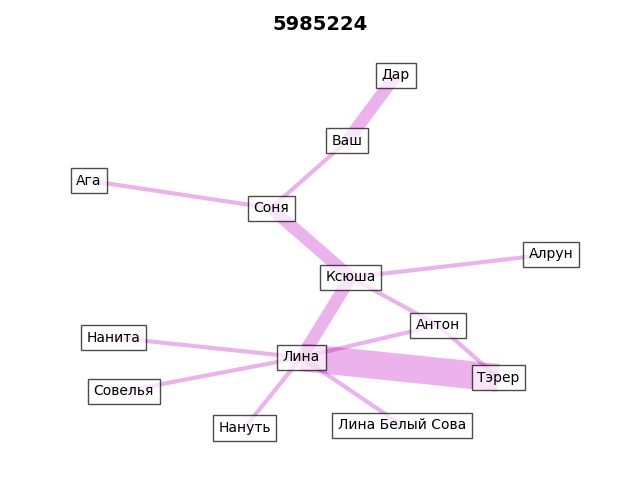 5985224
Дар
Ваш
Ага
Соня
Алрун
Ксюша
Антон
Нанита
Лина
Тэрер
Совелья
Лина Белый Сова
Нануть